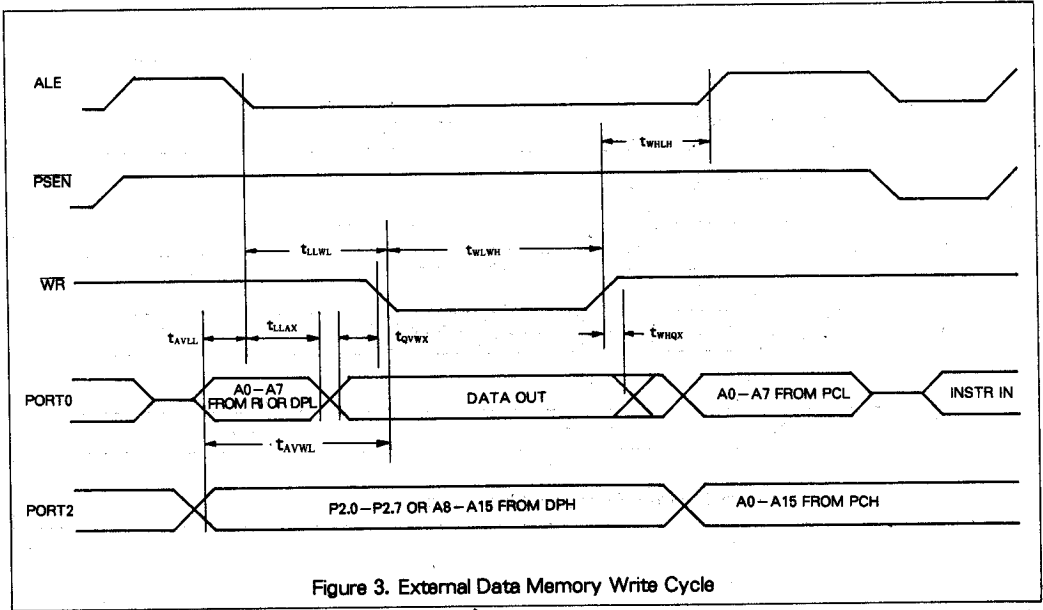 ALE
tWHLH
PSEN
tLLWL
tWLWH
WR
tAVLL
tLLAX
tQVWX
tWHQX
PORT0
A0-A7
FROM Ri OR DPL
DATA OUT
A0-A7 FROM PCL
INSTR IN
tAVWL
PORT2
P2.0-P2.7 OR A8-A15 FROM DPH
A0-A15 FROM PCH
Figure 3. External Data Memory Write Cycle